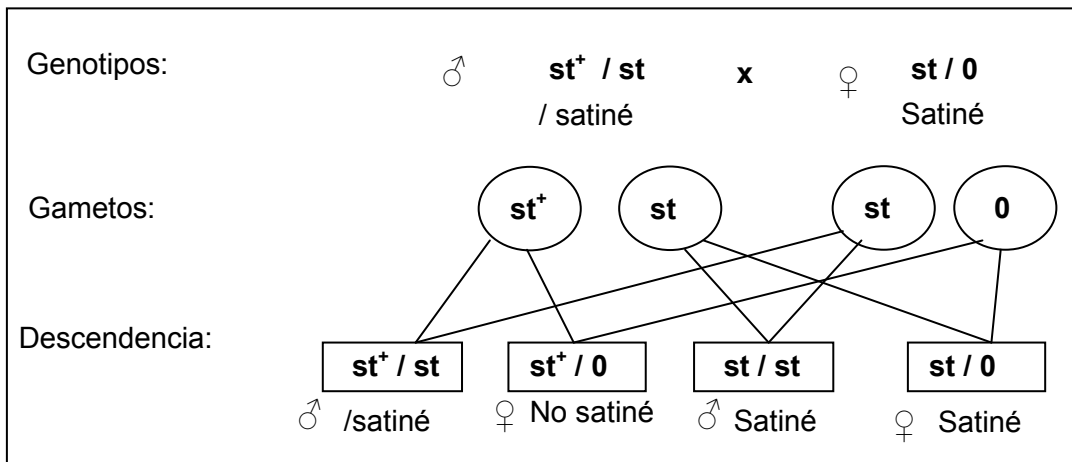 Genotipos: ♂ st⁺ / st x ♀ st / 0
/ satiné Satiné
Gametos: st⁺ st st 0
Descendencia:
st⁺ / st st⁺ / 0 st / st st / 0
♂ /satiné ♀ No satiné ♂ Satiné ♀ Satiné